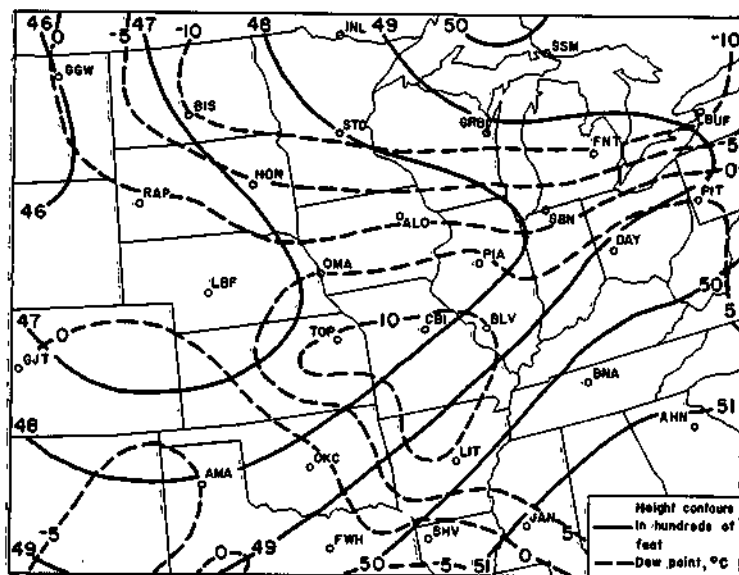 46 0 47 -5 -10 48 49 50
INL
SSM
-10
GGW
BIS
STC
GRB
BUF
FNT
-5
HON
0
RAP
PIT
46
ALO
SBN
DAY
OMA
PIA
LBF
50
5
47 0
TOP
10
CBI
BLV
GJT
BNA
51
AHN
48
OKC
LIT
AMA
-5
JAN
5
49
0
49
FWH
SHV
50
-5
51
0
Height contours
in hundreds of
feet
Dew point, °C